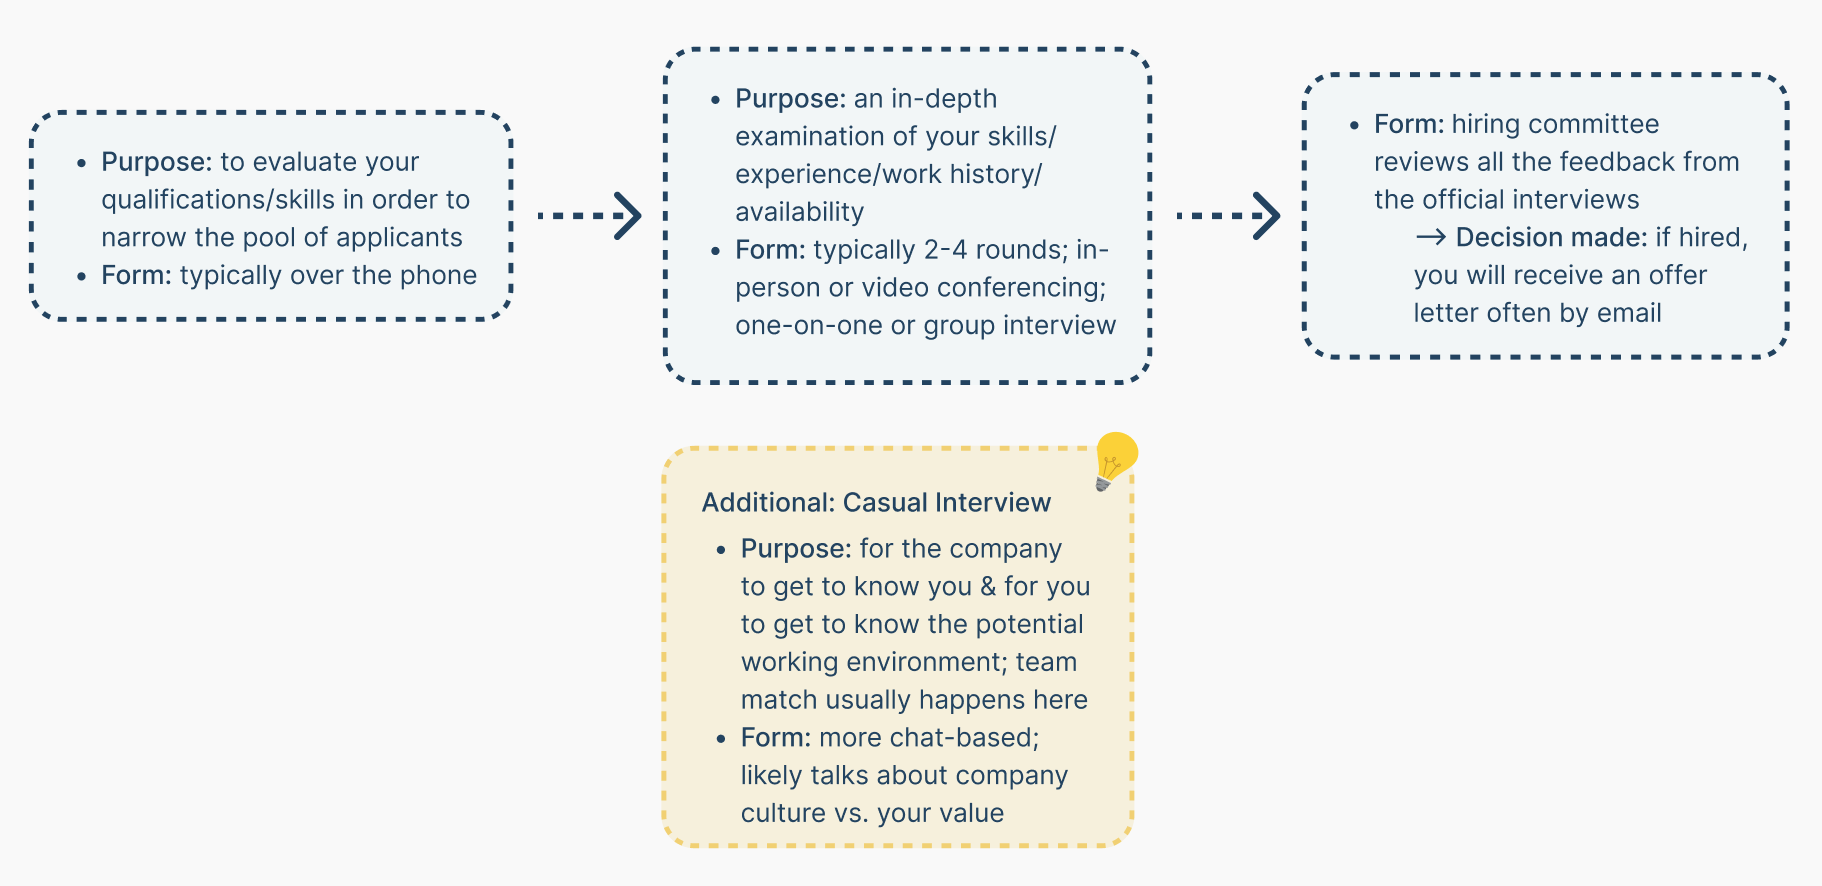 • Purpose: to evaluate your
qualifications/skills in order to
narrow the pool of applicants
• Form: typically over the phone
• Purpose: an in-depth
examination of your skills/
experience/work history/
availability
• Form: typically 2-4 rounds; in-
person or video conferencing;
one-on-one or group interview
• Form: hiring committee
reviews all the feedback from
the official interviews
→ Decision made: if hired,
you will receive an offer
letter often by email
Additional: Casual Interview
• Purpose: for the company
to get to know you & for you
to get to know the potential
working environment; team
match usually happens here
• Form: more chat-based;
likely talks about company
culture vs. your value